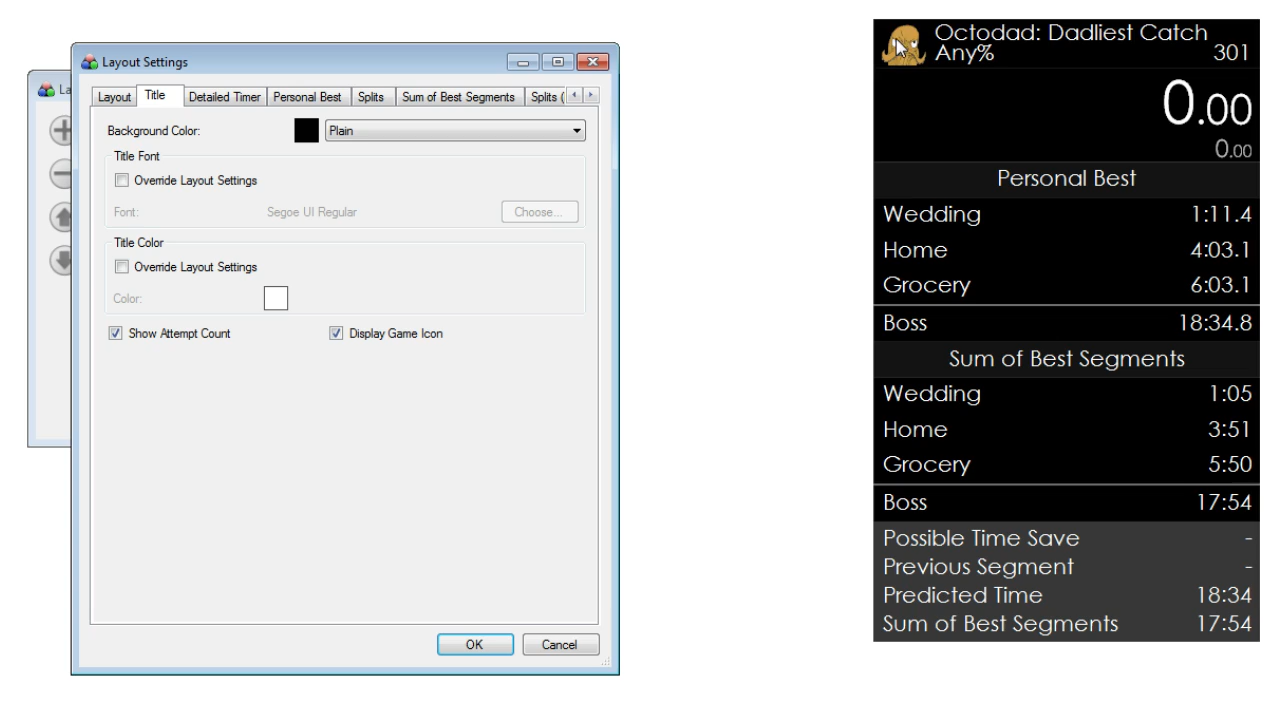 La
Layout Settings
Layout Title Detailed Timer Personal Best Splits Sum of Best Segments Splits (
Background Color: Plain
Title Font
Override Layout Settings
Font: Segoe UI Regular Choose...
Title Color
Override Layout Settings
Color:
Show Attempt Count Display Game Icon
OK Cancel
Octodad: Dadliest Catch
Any% 301
0.00
0.00
Personal Best
Wedding 1:11.4
Home 4:03.1
Grocery 6:03.1
Boss 18:34.8
Sum of Best Segments
Wedding 1:05
Home 3:51
Grocery 5:50
Boss 17:54
Possible Time Save -
Previous Segment -
Predicted Time 18:34
Sum of Best Segments 17:54